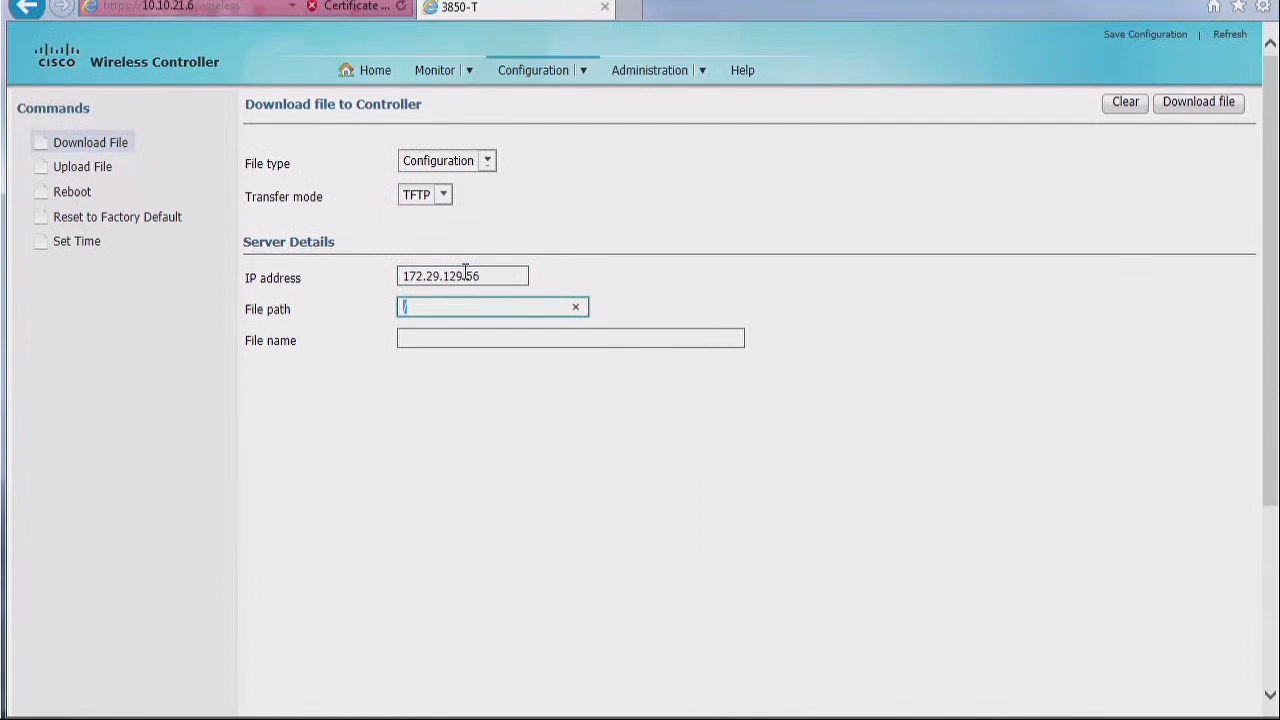 https://10.10.21.6/wireless Certificate ... 3850-T
Save Configuration | Refresh
CISCO Wireless Controller
Home Monitor Configuration Administration Help
Commands
Download File
Upload File
Reboot
Reset to Factory Default
Set Time
Download file to Controller Clear Download file
File type Configuration
Transfer mode TFTP
Server Details
IP address 172.29.129.56
File path /
File name